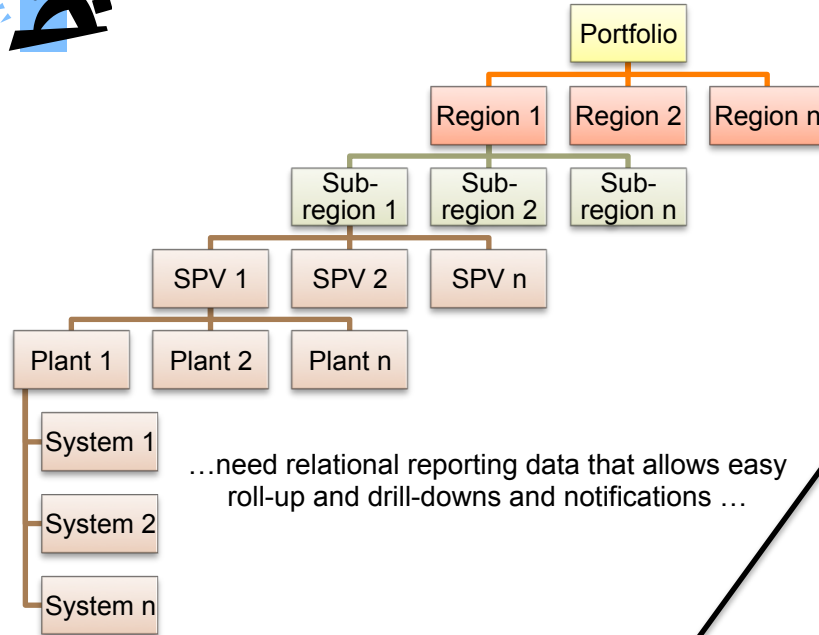 Portfolio
Region 1
Region 2
Region n
Sub-
region 1
Sub-
region 2
Sub-
region n
SPV 1
SPV 2
SPV n
Plant 1
Plant 2
Plant n
System 1
…need relational reporting data that allows easy
roll-up and drill-downs and notifications …
System 2
System n